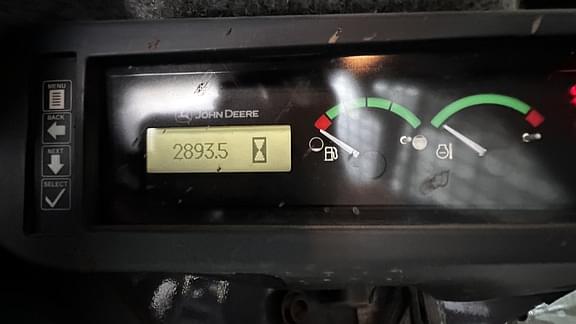 MENU
BACK
NEXT
SELECT
JOHN DEERE
2893.5